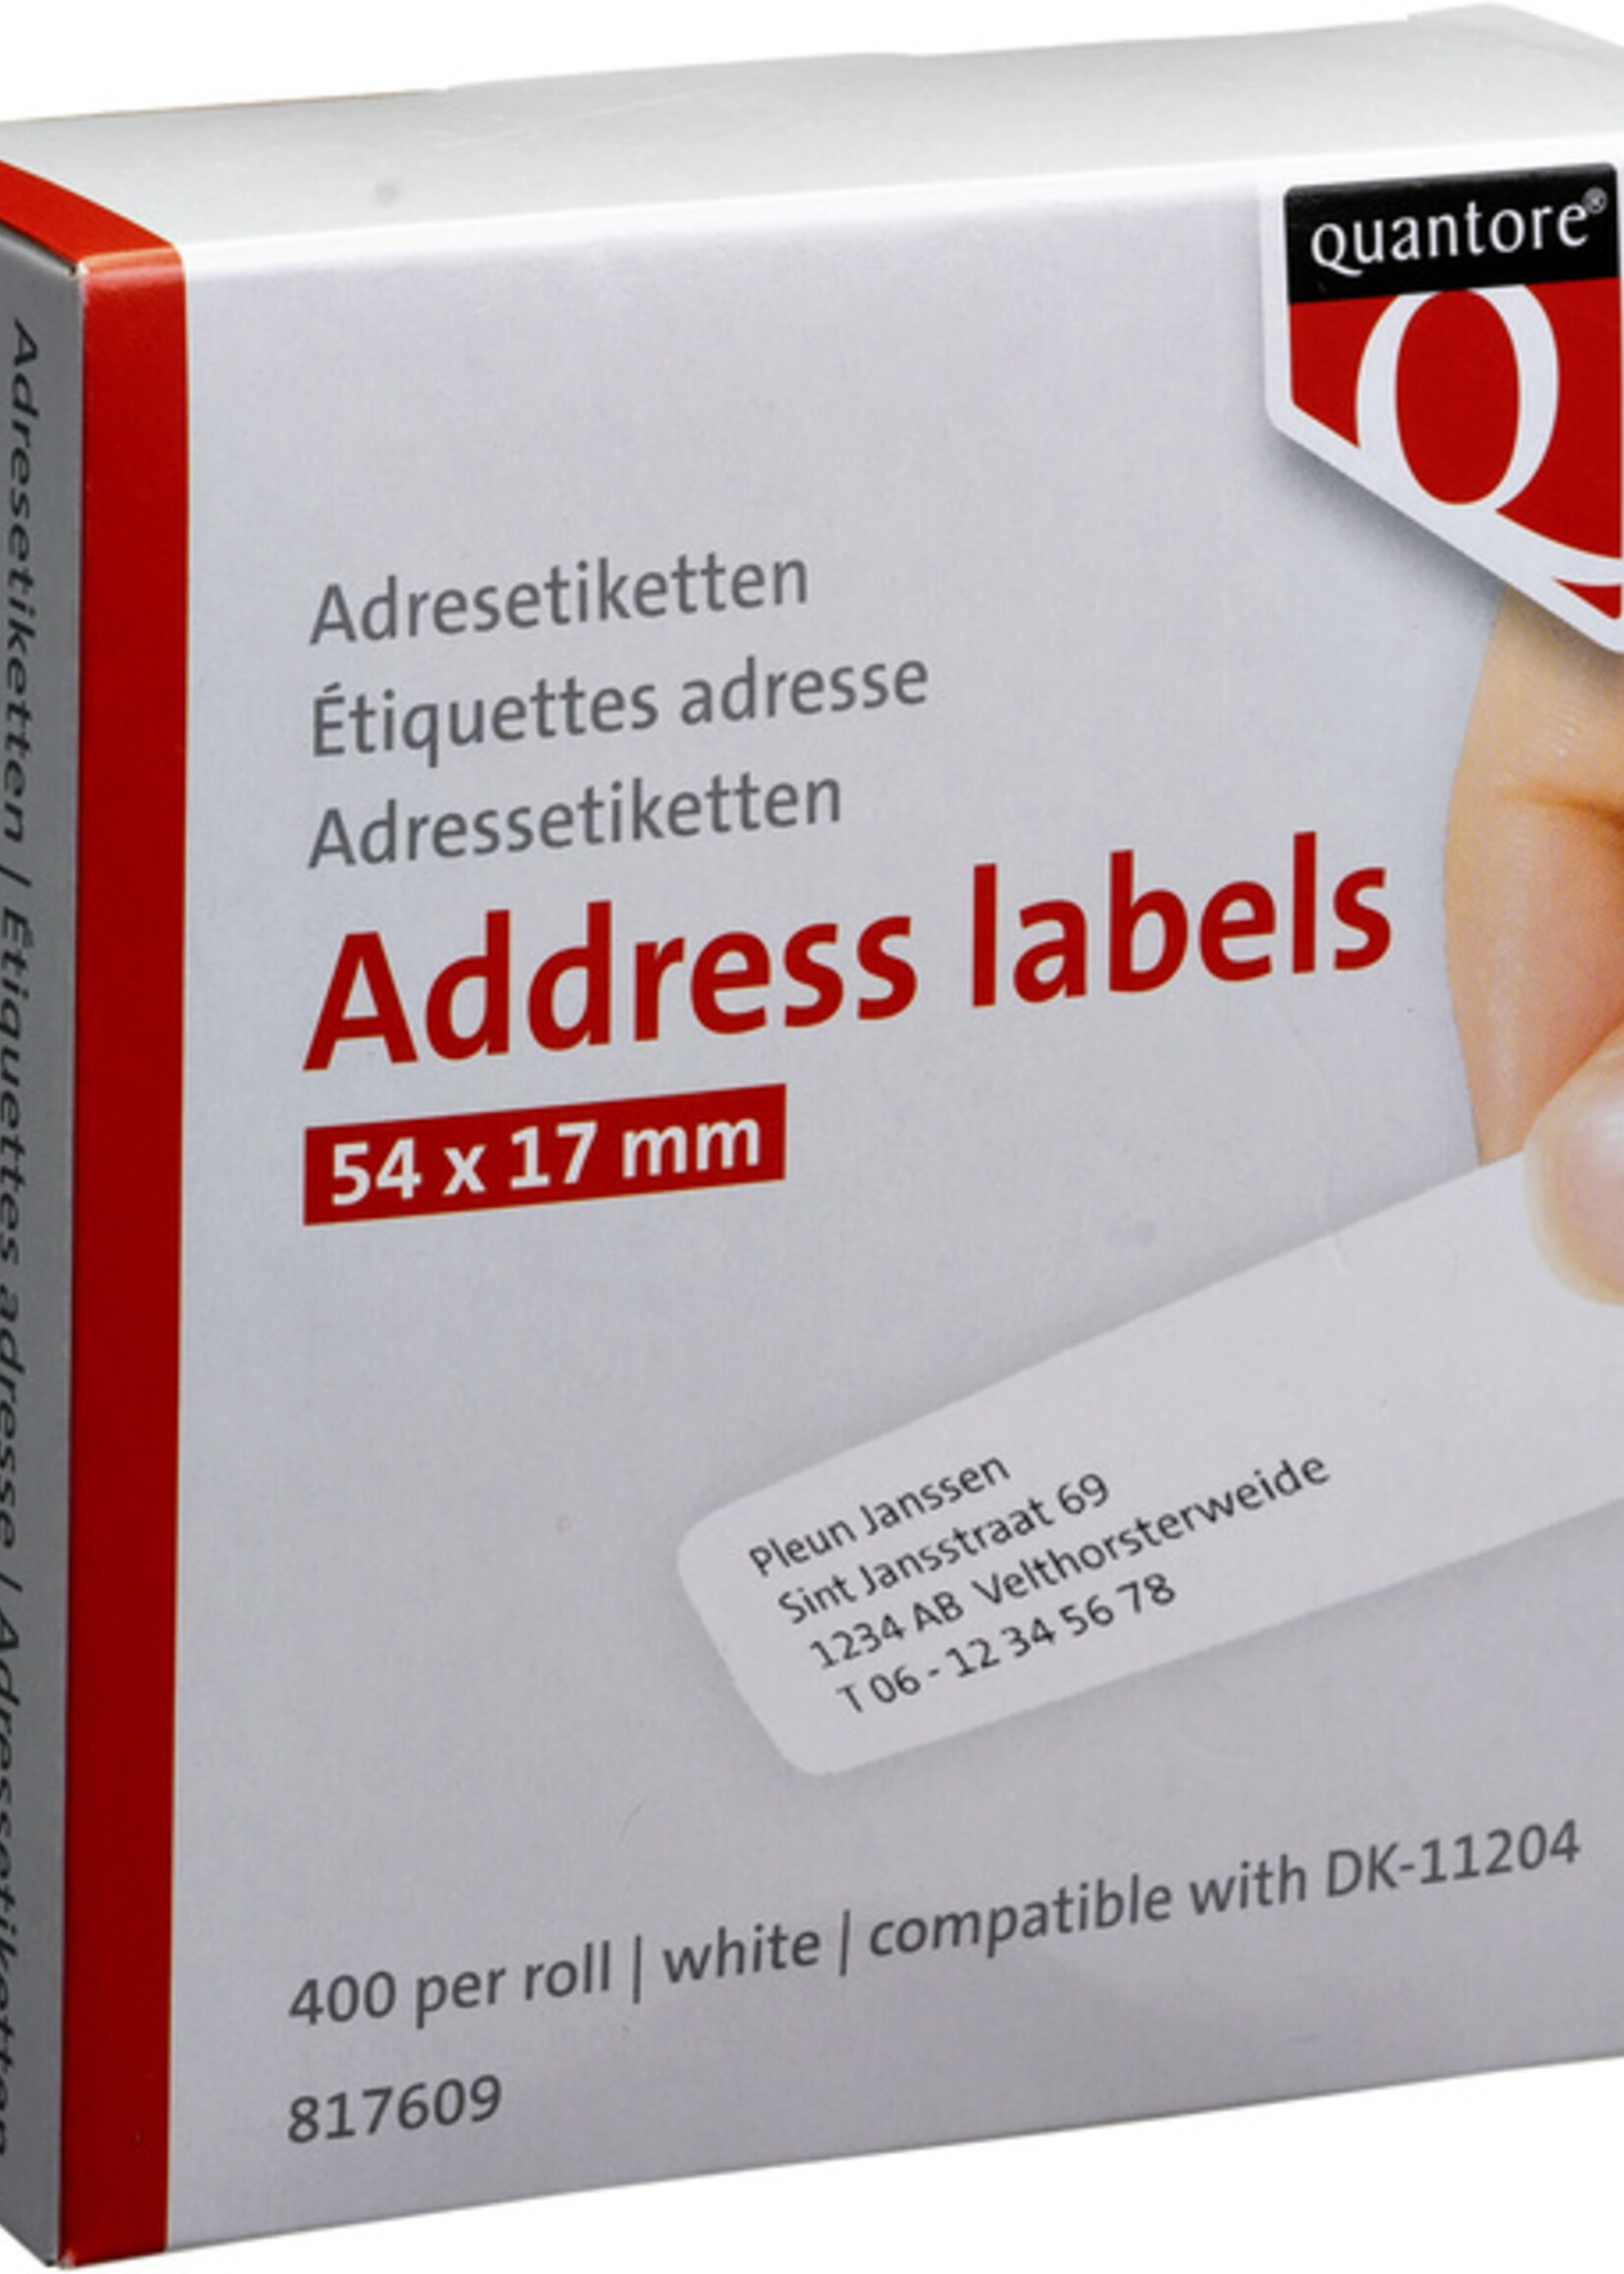 quantore®
Q
Adresetiketten
Étiquettes adresse
Adressetiketten
Address labels
54 x 17 mm
Pleun Janssen
Sint Jansstraat 69
1234 AB Velthorsterweide
T 06 - 12 34 56 78
400 per roll | white | compatible with DK-11204
817609
Adresetiketten | Étiquettes adresse | Adressetiketten